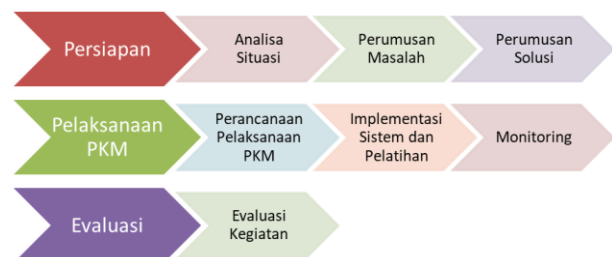 Persiapan
Analisa
Situasi
Perumusan
Masalah
Perumusan
Solusi
Pelaksanaan
PKM
Perancanaan
Pelaksanaan
PKM
Implementasi
Sistem dan
Pelatihan
Monitoring
Evaluasi
Evaluasi
Kegiatan